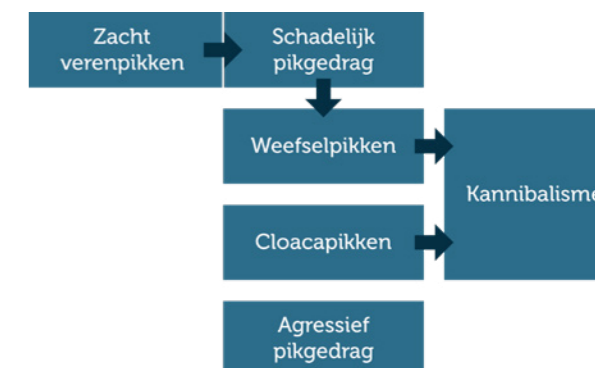 Zacht
verenpikken
Schadelijk
pikgedrag
Weefselpikken
Kannibalisme
Cloacapikken
Agressief
pikgedrag